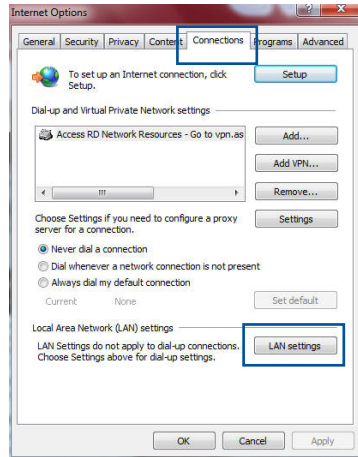 Internet Options
General Security Privacy Content Connections Programs Advanced
To set up an Internet connection, click
Setup.
Setup
Dial-up and Virtual Private Network settings
Access RD Network Resources - Go to vpn.as
Add...
Add VPN...
Remove...
Choose Settings if you need to configure a proxy
server for a connection.
Settings
Never dial a connection
Dial whenever a network connection is not present
Always dial my default connection
Current None
Set default
Local Area Network (LAN) settings
LAN Settings do not apply to dial-up connections.
Choose Settings above for dial-up settings.
LAN settings
OK Cancel Apply